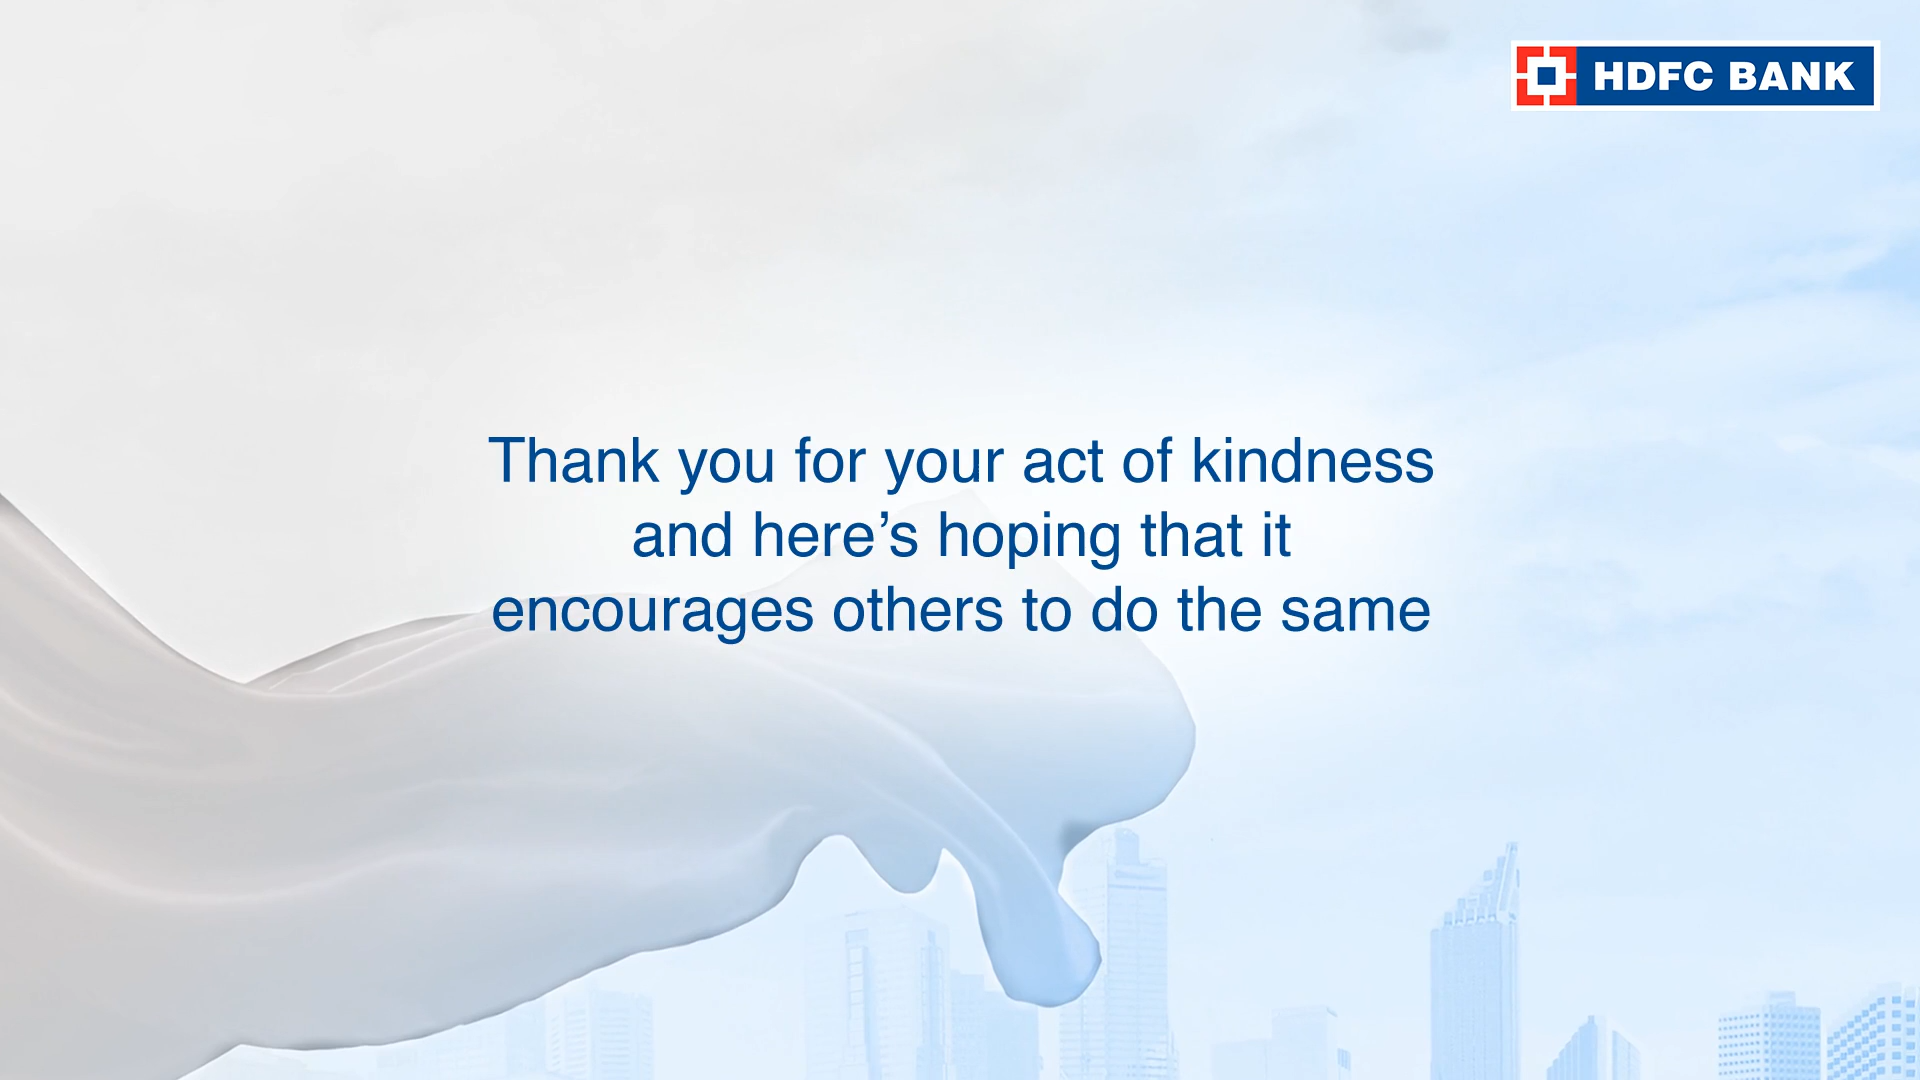 HDFC BANK
Thank you for your act of kindness
and here’s hoping that it
encourages others to do the same